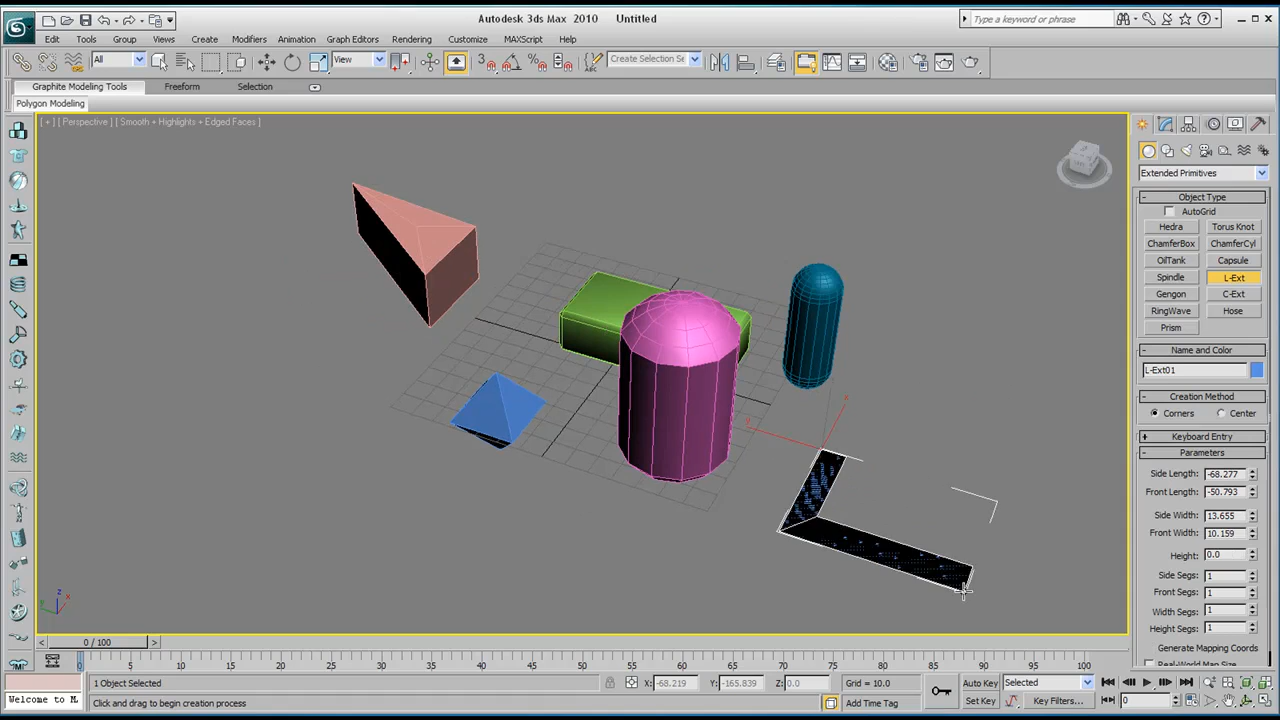 Autodesk 3ds Max 2010 Untitled
Type a keyword or phrase
Edit Tools Group Views Create Modifiers Animation Graph Editors Rendering Customize MAXScript Help
All View Create Selection Se
Graphite Modeling Tools Freeform Selection
Polygon Modeling
[ + ] [ Perspective ] [ Smooth + Highlights + Edged Faces ]
Extended Primitives
- Object Type
AutoGrid
Hedra Torus Knot
ChamferBox ChamferCyl
OilTank Capsule
Spindle L-Ext
Gengon C-Ext
RingWave Hose
Prism
- Name and Color
L-Ext01
- Creation Method
Corners Center
+ Keyboard Entry
- Parameters
Side Length: -68.277
Front Length: -50.793
Side Width: 13.655
Front Width: 10.159
Height: 0.0
Side Segs: 1
Front Segs: 1
Width Segs: 1
Height Segs: 1
Generate Mapping Coords
Real-World Map Size
y x
z
y x
< 0 / 100 >
0 5 10 15 20 25 30 35 40 45 50 55 60 65 70 75 80 85 90 95 100
1 Object Selected X: -68.219 Y: -165.839 Z: 0.0 Grid = 10.0 Auto Key Selected
Welcome to M. Click and drag to begin creation process Add Time Tag Set Key Key Filters... 0